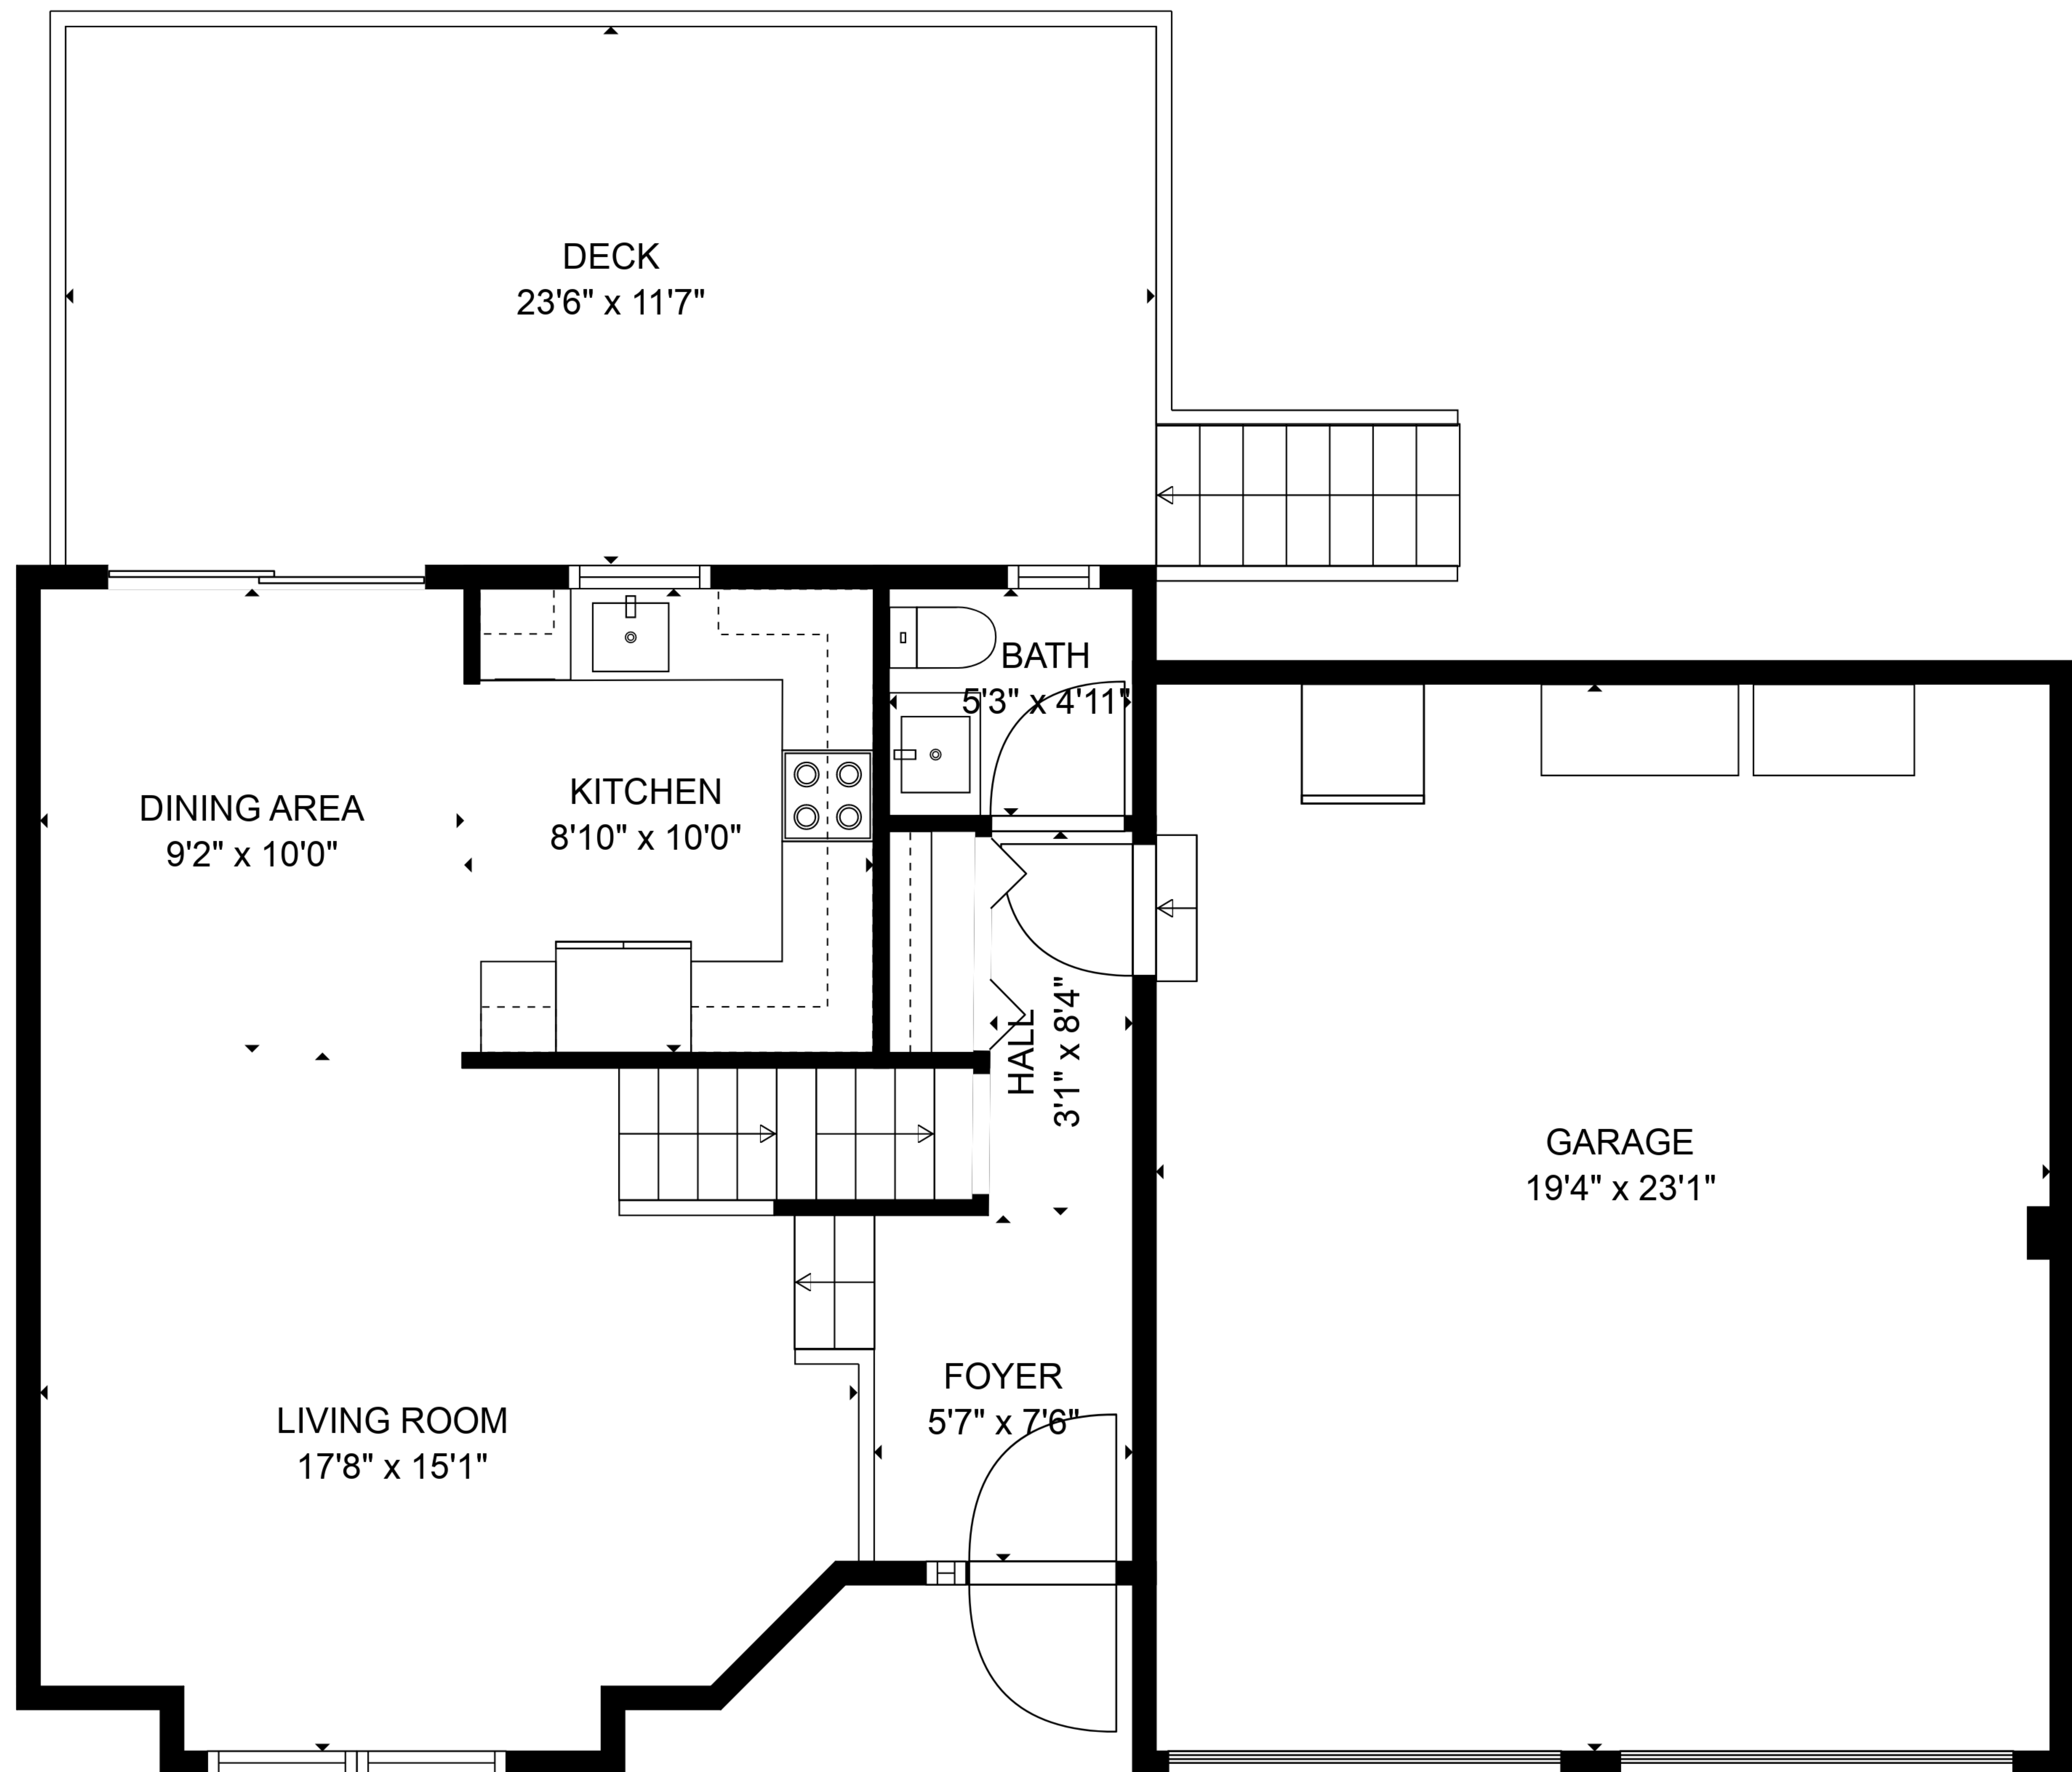 DECK
23'6" x 11'7"
BATH
5'3" x 4'11"
DINING AREA
9'2" x 10'0"
KITCHEN
8'10" x 10'0"
HALL
3'1" x 8'4"
GARAGE
19'4" x 23'1"
FOYER
5'7" x 7'6"
LIVING ROOM
17'8" x 15'1"